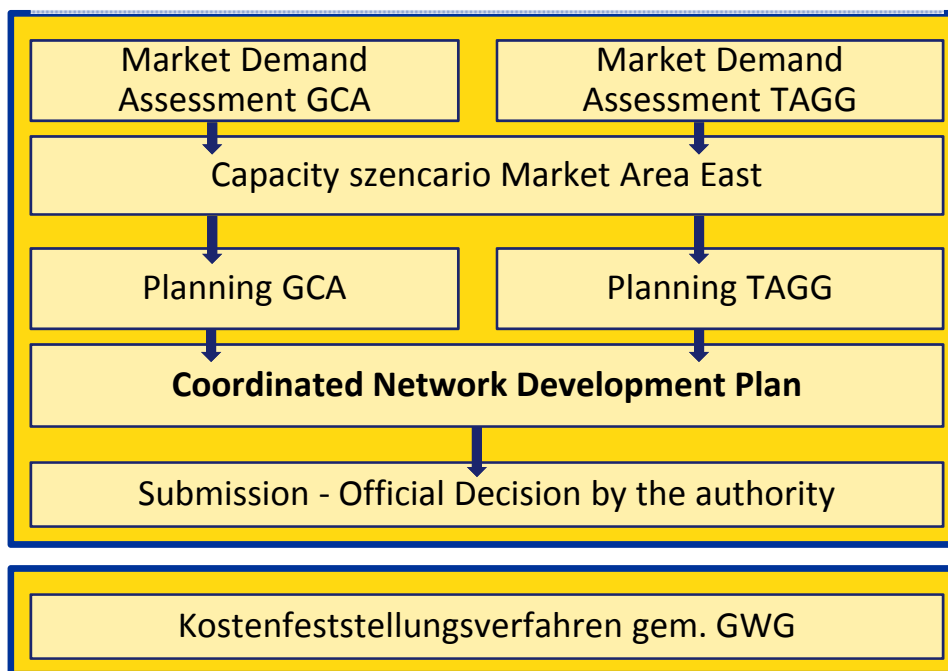 Market Demand
Assessment GCA
Market Demand
Assessment TAGG
Capacity szencario Market Area East
Planning GCA
Planning TAGG
Coordinated Network Development Plan
Submission - Official Decision by the authority
Kostenfeststellungsverfahren gem. GWG